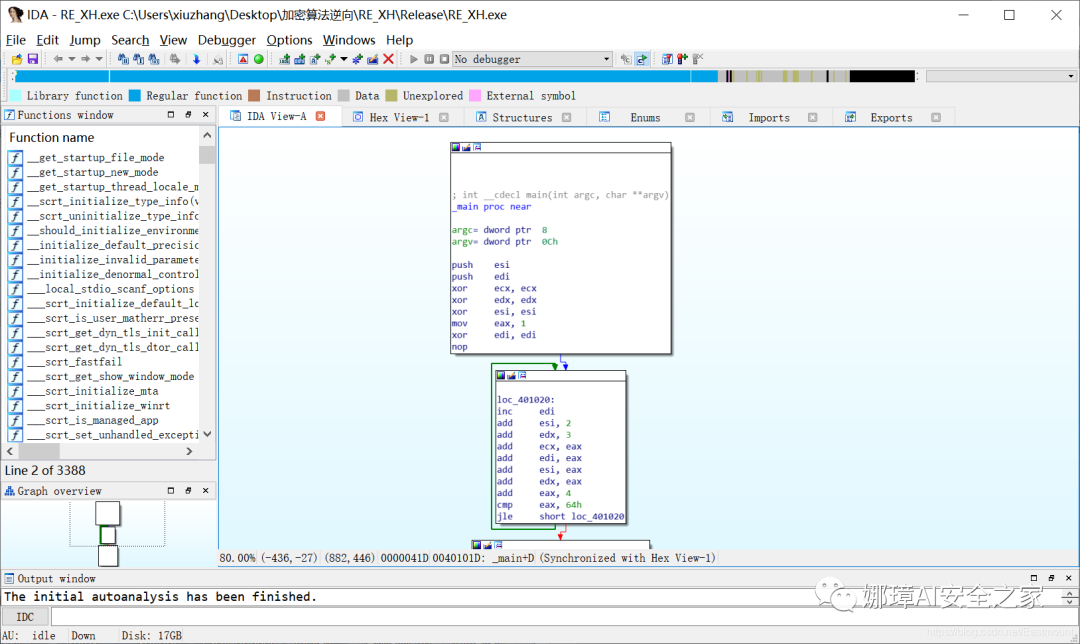 IDA - RE_XH.exe C:\Users\xiuzhang\Desktop\加密算法逆向\RE_XH\Release\RE_XH.exe
File Edit Jump Search View Debugger Options Windows Help
No debugger
Library function Regular function Instruction Data Unexplored External symbol
Functions window
IDA View-A Hex View-1 Structures Enums Imports Exports
Function name
__get_startup_file_mode
__get_startup_new_mode
__get_startup_thread_locale_m
__scrt_initialize_type_info(v
__scrt_uninitialize_type_info
__should_initialize_environme
__initialize_default_precisio
__initialize_invalid_paramete
__initialize_denormal_control
___local_stdio_scanf_options
___scrt_initialize_default_lo
___scrt_is_user_matherr_prese
___scrt_get_dyn_tls_init_call
___scrt_get_dyn_tls_dtor_call
___scrt_fastfail
___scrt_get_show_window_mode
___scrt_initialize_mta
___scrt_initialize_winrt
___scrt_is_managed_app
___scrt_set_unhandled_excepti
Line 2 of 3388
Graph overview
; int __cdecl main(int argc, char **argv)
_main proc near
argc= dword ptr  8
argv= dword ptr  0Ch
push    esi
push    edi
xor     ecx, ecx
xor     edx, edx
xor     esi, esi
mov     eax, 1
xor     edi, edi
nop
loc_401020:
inc     edi
add     esi, 2
add     edx, 3
add     ecx, eax
add     edi, eax
add     esi, eax
add     edx, eax
add     eax, 4
cmp     eax, 64h
jle     short loc_401020
80.00% (-436,-27) (882,446) 0000041D 0040101D: _main+D (Synchronized with Hex View-1)
Output window
The initial autoanalysis has been finished.
IDC
AU: idle Down Disk: 17GB
娜璋AI安全之家